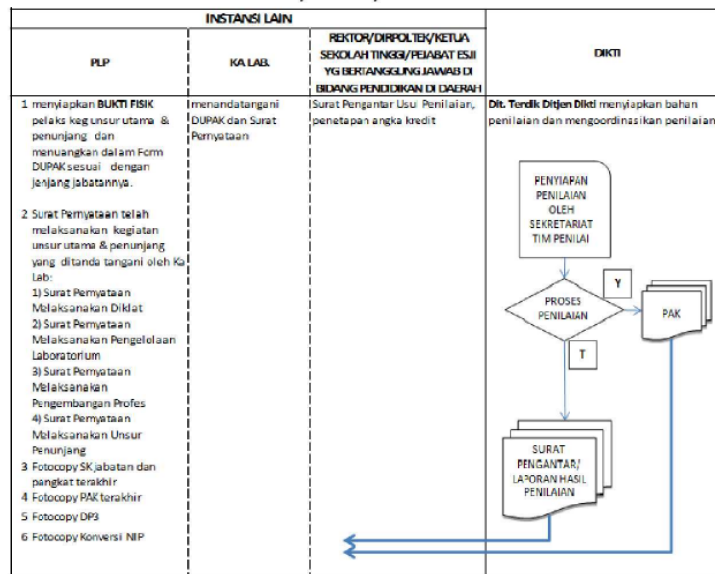 INSTANSI LAIN
PLP
KA LAB.
REKTOR/DIRPOLTEK/KETUA
SEKOLAH TINGGI/PEJABAT ESJI
YG BERTANGGUNG JAWAB DI
BIDANG PENDIDIKAN DI DAERAH
DIKTI
1 menyiapkan BUKTI FISIK
pelaks keg unsur utama &
penunjang dan
menuangkan dalam Form
DUPAK sesuai dengan
jenjang jabatannya.
2 Surat Pernyataan telah
melaksanakan kegiatan
unsur utama & penunjang
yang ditanda tangani oleh Ka
Lab:
1) Surat Pernyataan
Melaksanakan Diklat
2) Surat Pernyataan
Melaksanakan Pengelolaan
Laboratorium
3) Surat Pernyataan
Melaksanakan
Pengembangan Profes
4) Surat Pernyataan
Melaksanakan Unsur
Penunjang
3 Fotocopy SK jabatan dan
pangkat terakhir
4 Fotocopy PAK terakhir
5 Fotocopy DP3
6 Fotocopy Konversi NIP
menandatangani
DUPAK dan Surat
Pernyataan
Surat Pengantar Usul Penilaian,
penetapan angka kredit
Dit. Terdik Ditjen Dikti menyiapkan bahan
penilaian dan mengoordinasikan penilaian
PENYIAPAN
PENILAIAN
OLEH
SEKRETARIAT
TIM PENILAI
PROSES
PENILAIAN
Y
PAK
T
SURAT
PENGANTAR/
LAPORAN HASIL
PENILAIAN